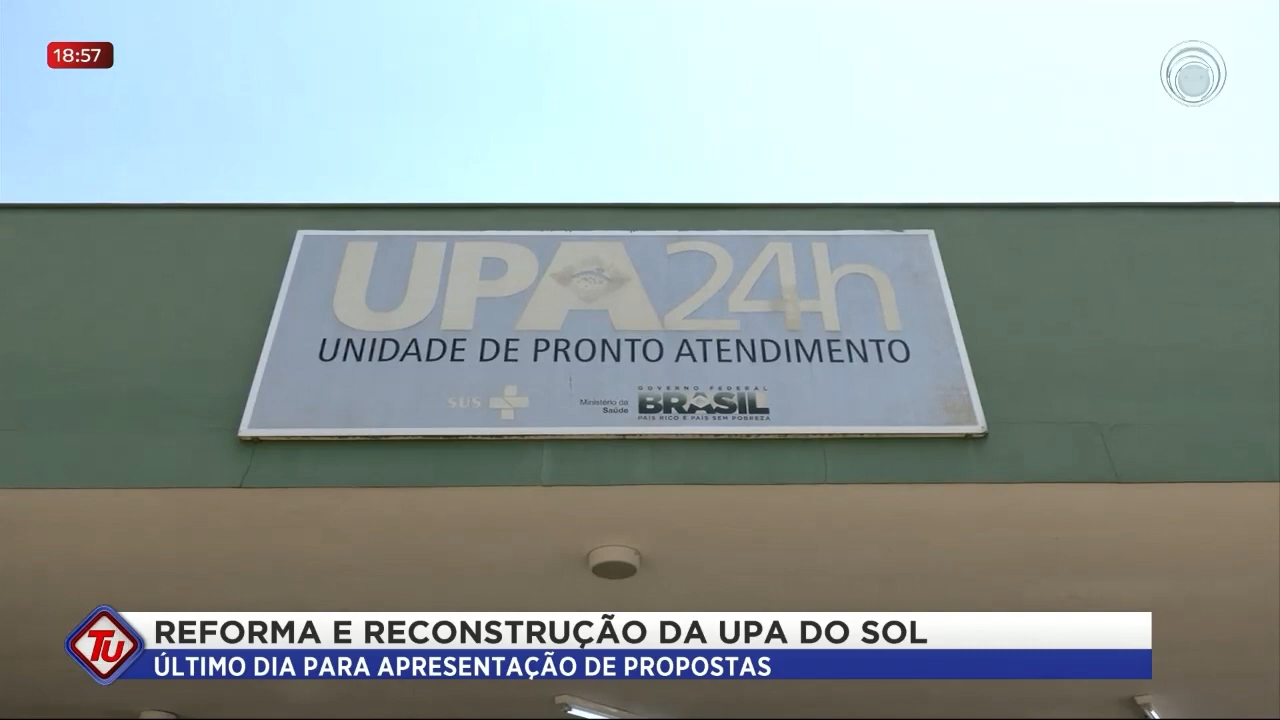 18:57
UPA24h
UNIDADE DE PRONTO ATENDIMENTO
SUS
Ministério da
Saúde
GOVERNO FEDERAL
BRASIL
PAÍS RICO É PAÍS SEM POBREZA
TU
REFORMA E RECONSTRUÇÃO DA UPA DO SOL
ÚLTIMO DIA PARA APRESENTAÇÃO DE PROPOSTAS